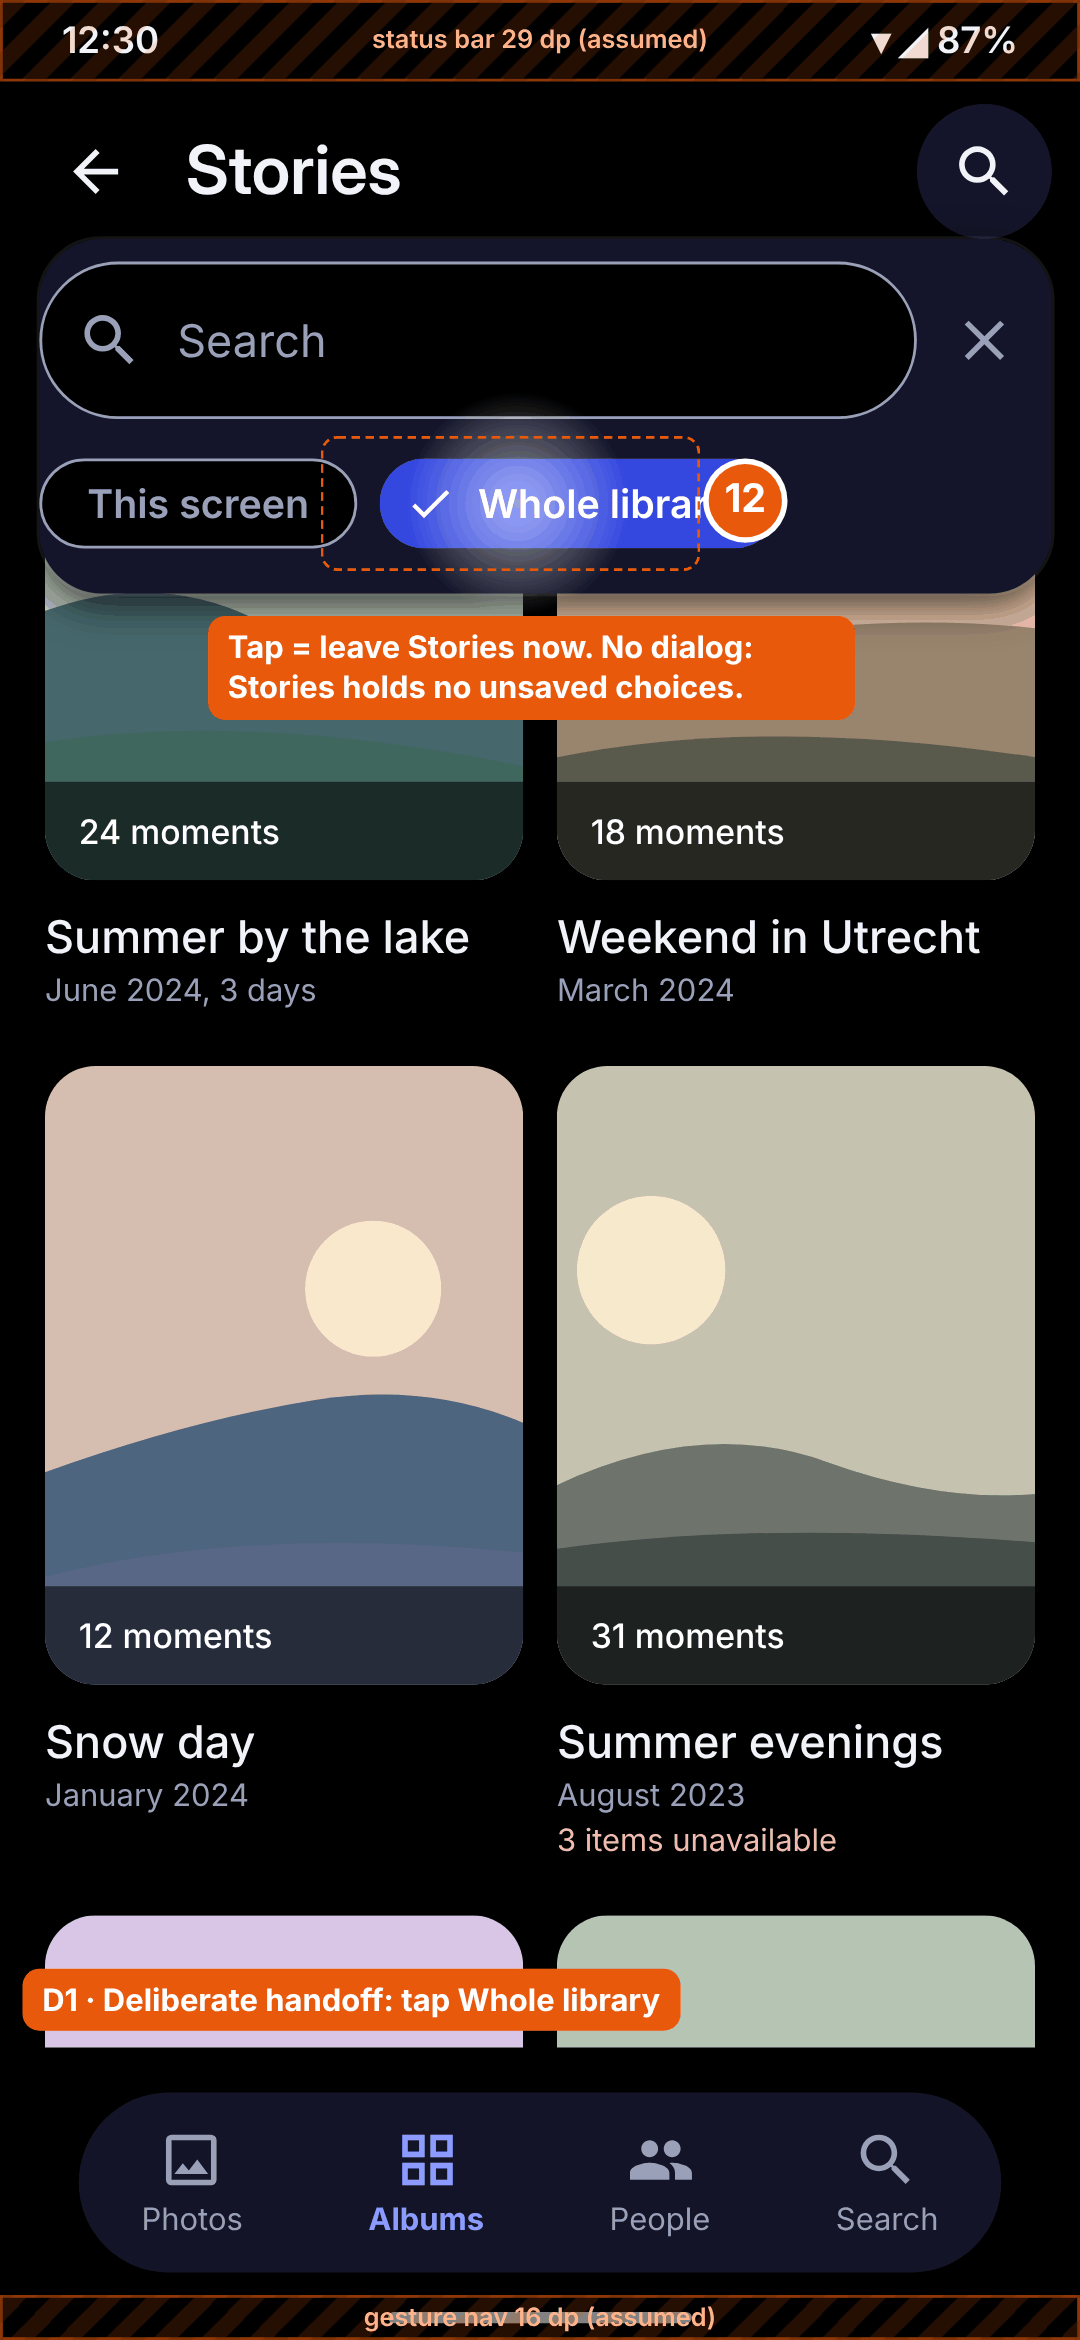 12:30
status bar 29 dp (assumed)
87%
Stories
Search
This screen
Whole librar
12
Tap = leave Stories now. No dialog:
Stories holds no unsaved choices.
24 moments
18 moments
Summer by the lake
June 2024, 3 days
Weekend in Utrecht
March 2024
12 moments
31 moments
Snow day
January 2024
Summer evenings
August 2023
3 items unavailable
D1 · Deliberate handoff: tap Whole library
Photos
Albums
People
Search
gesture nav 16 dp (assumed)